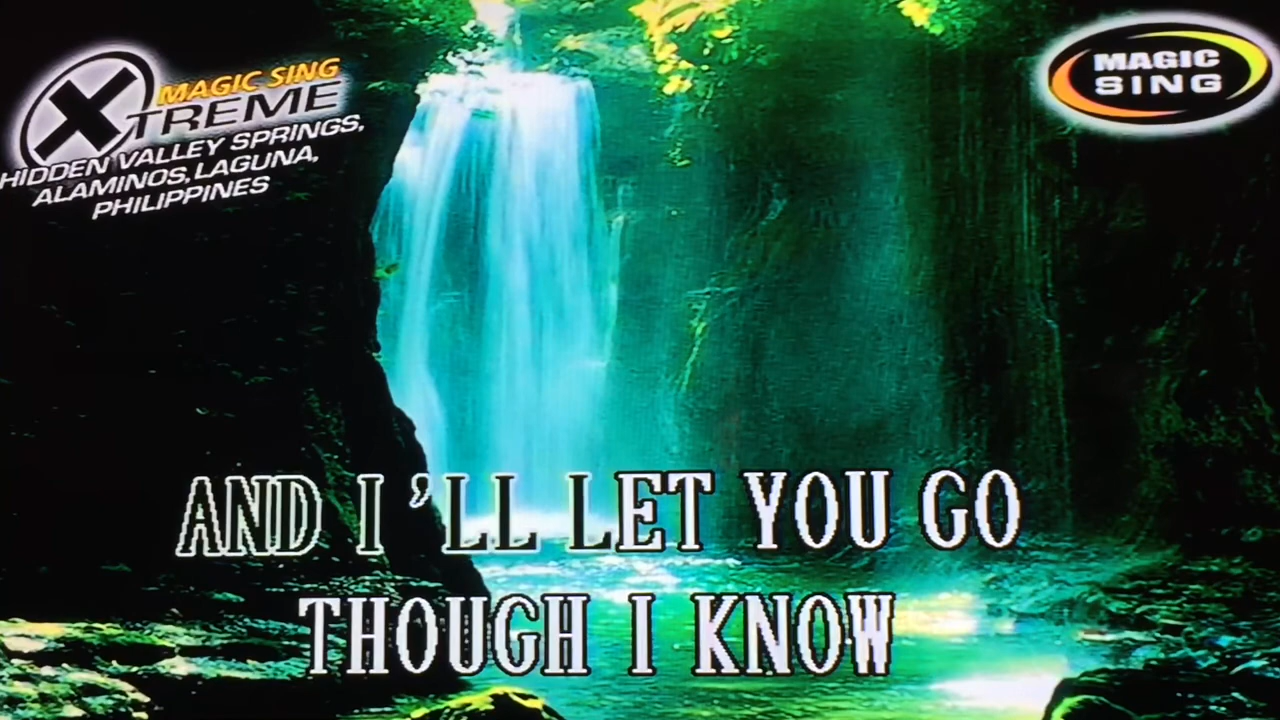 MAGIC SING
XTREME
HIDDEN VALLEY SPRINGS,
ALAMINOS, LAGUNA,
PHILIPPINES
MAGIC
SING
AND I 'LL LET YOU GO
THOUGH I KNOW